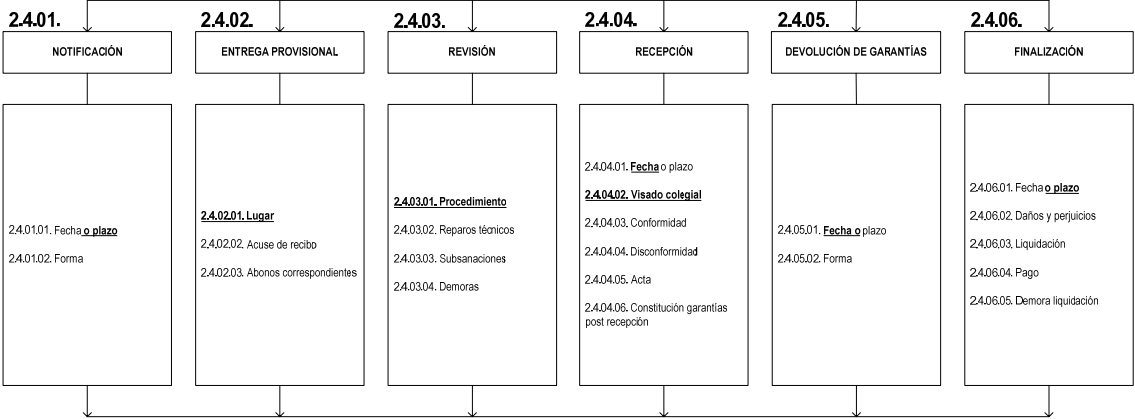 2.4.01.
NOTIFICACIÓN
2.4.01.01. Fecha o plazo
2.4.01.02. Forma
2.4.02.
ENTREGA PROVISIONAL
2.4.02.01. Lugar
2.4.02.02. Acuse de recibo
2.4.02.03. Abonos correspondientes
2.4.03.
REVISIÓN
2.4.03.01. Procedimiento
2.4.03.02. Reparos técnicos
2.4.03.03. Subsanaciones
2.4.03.04. Demoras
2.4.04.
RECEPCIÓN
2.4.04.01. Fecha o plazo
2.4.04.02. Visado colegial
2.4.04.03. Conformidad
2.4.04.04. Disconformidad
2.4.04.05. Acta
2.4.04.06. Constitución garantías
post recepción
2.4.05.
DEVOLUCIÓN DE GARANTÍAS
2.4.05.01. Fecha o plazo
2.4.05.02. Forma
2.4.06.
FINALIZACIÓN
2.4.06.01. Fecha o plazo
2.4.06.02. Daños y perjuicios
2.4.06.03. Liquidación
2.4.06.04. Pago
2.4.06.05. Demora liquidación